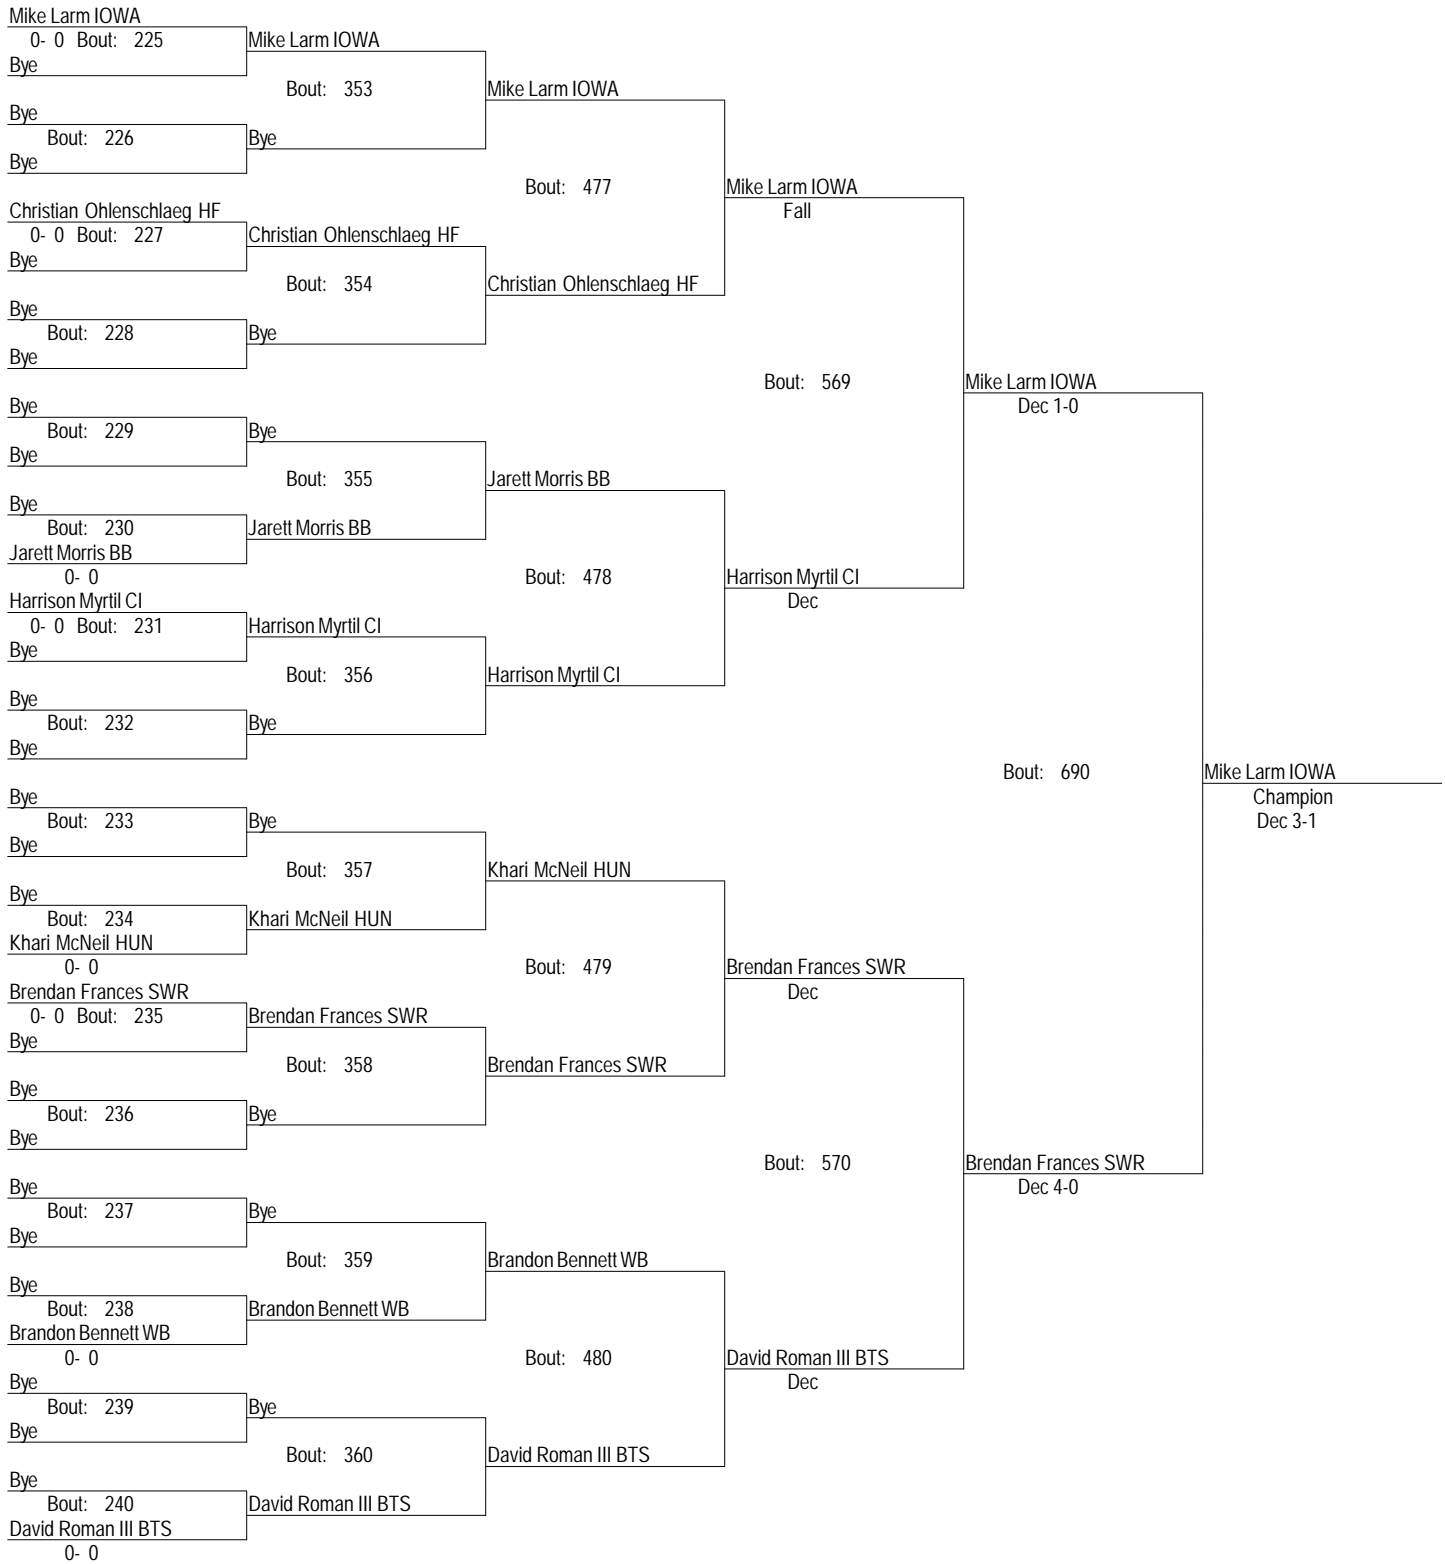 Mike Larm IOWA
0- 0 Bout: 225
Mike Larm IOWA
Bye
Bout: 353
Mike Larm IOWA
Bye
Bout: 226
Bye
Bye
Bout: 477
Mike Larm IOWA
Fall
Christian Ohlenschlaeg HF
0- 0 Bout: 227
Christian Ohlenschlaeg HF
Bye
Bout: 354
Christian Ohlenschlaeg HF
Bye
Bout: 228
Bye
Bye
Bout: 569
Mike Larm IOWA
Dec 1-0
Bye
Bout: 229
Bye
Bye
Bout: 355
Jarett Morris BB
Bye
Bout: 230
Jarett Morris BB
Jarett Morris BB
0- 0
Bout: 478
Harrison Myrtil CI
Dec
Harrison Myrtil CI
0- 0 Bout: 231
Harrison Myrtil CI
Bye
Bout: 356
Harrison Myrtil CI
Bye
Bout: 232
Bye
Bye
Bout: 690
Mike Larm IOWA
Champion
Dec 3-1
Bye
Bout: 233
Bye
Bye
Bout: 357
Khari McNeil HUN
Bye
Bout: 234
Khari McNeil HUN
Khari McNeil HUN
0- 0
Bout: 479
Brendan Frances SWR
Dec
Brendan Frances SWR
0- 0 Bout: 235
Brendan Frances SWR
Bye
Bout: 358
Brendan Frances SWR
Bye
Bout: 236
Bye
Bye
Bout: 570
Brendan Frances SWR
Dec 4-0
Bye
Bout: 237
Bye
Bye
Bout: 359
Brandon Bennett WB
Bye
Bout: 238
Brandon Bennett WB
Brandon Bennett WB
0- 0
Bout: 480
David Roman III BTS
Dec
Bye
Bout: 239
Bye
Bye
Bout: 360
David Roman III BTS
Bye
Bout: 240
David Roman III BTS
David Roman III BTS
0- 0